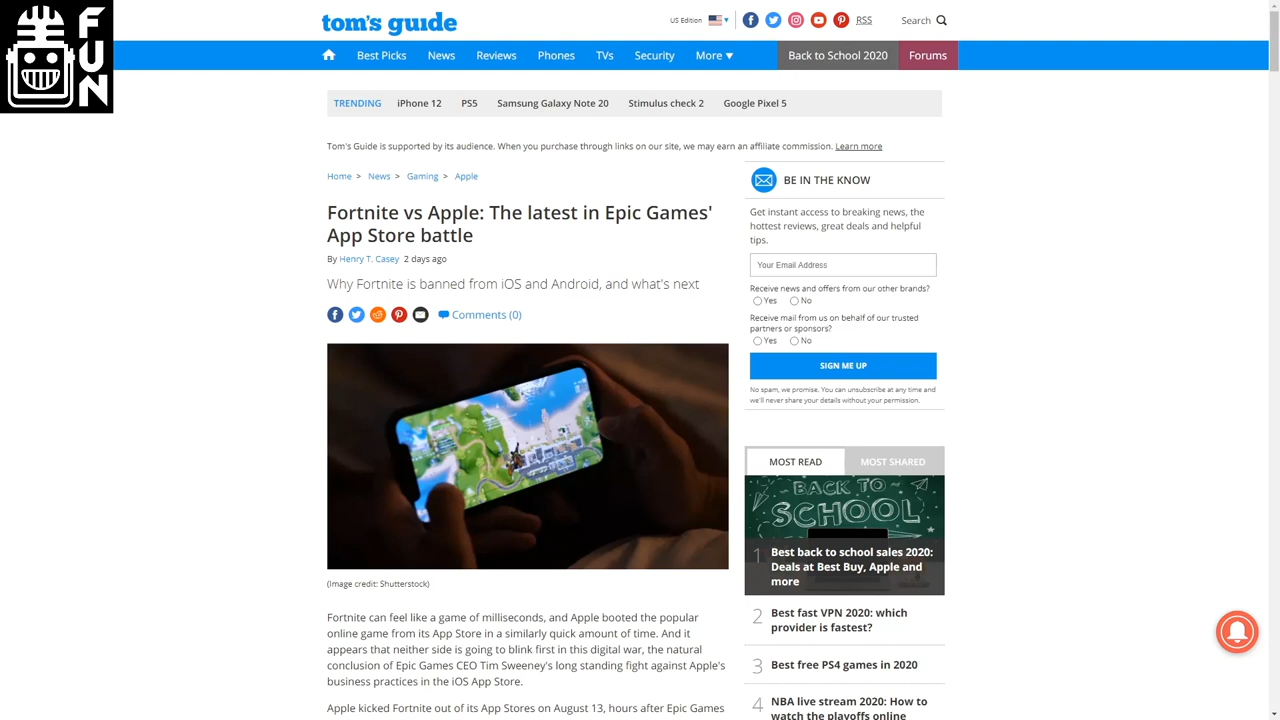 FUN
tom's guide
US Edition
RSS
Search
Best Picks
News
Reviews
Phones
TVs
Security
More
Back to School 2020
Forums
TRENDING
iPhone 12
PS5
Samsung Galaxy Note 20
Stimulus check 2
Google Pixel 5
Tom's Guide is supported by its audience. When you purchase through links on our site, we may earn an affiliate commission. Learn more
Home > News > Gaming > Apple
Fortnite vs Apple: The latest in Epic Games'
App Store battle
By Henry T. Casey 2 days ago
Why Fortnite is banned from iOS and Android, and what's next
Comments (0)
(Image credit: Shutterstock)
Fortnite can feel like a game of milliseconds, and Apple booted the popular
online game from its App Store in a similarly quick amount of time. And it
appears that neither side is going to blink first in this digital war, the natural
conclusion of Epic Games CEO Tim Sweeney's long standing fight against Apple's
business practices in the iOS App Store.
Apple kicked Fortnite out of its App Stores on August 13, hours after Epic Games
BE IN THE KNOW
Get instant access to breaking news, the
hottest reviews, great deals and helpful
tips.
Your Email Address
Receive news and offers from our other brands?
Yes No
Receive mail from us on behalf of our trusted
partners or sponsors?
Yes No
SIGN ME UP
No spam, we promise. You can unsubscribe at any time and
we'll never share your details without your permission.
MOST READ
MOST SHARED
BACK TO
SCHOOL
1 Best back to school sales 2020:
Deals at Best Buy, Apple and
more
2 Best fast VPN 2020: which
provider is fastest?
3 Best free PS4 games in 2020
4 NBA live stream 2020: How to
watch the playoffs online